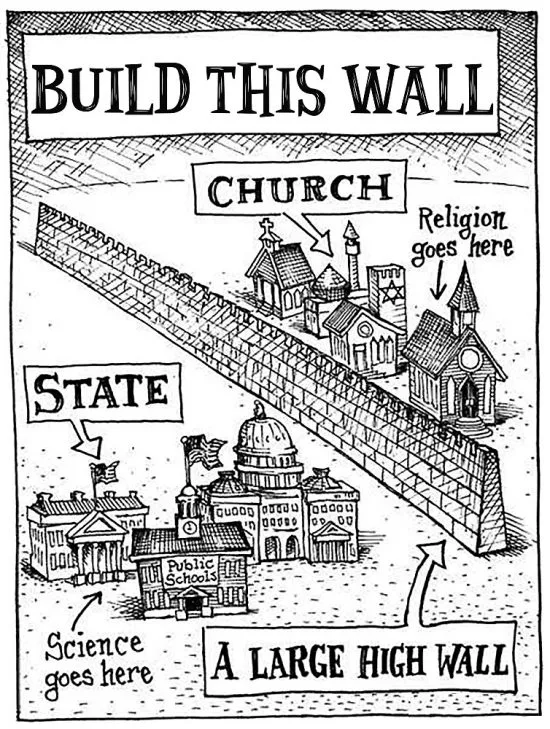 BUILD THIS WALL
CHURCH
Religion
goes here
STATE
Public
Schools
Science
goes here
A LARGE HIGH WALL